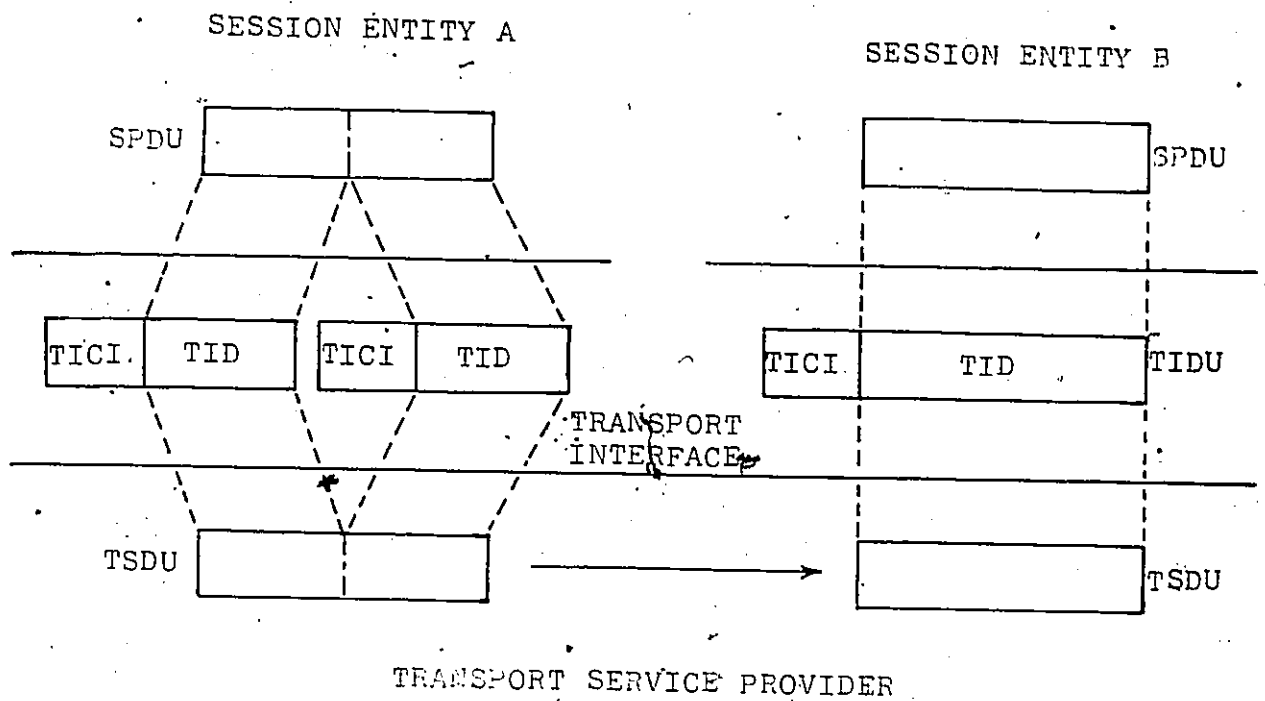 SESSION ENTITY A
SESSION ENTITY B
SPDU
SPDU
TICI
TID
TICI
TID
TICI
TID
TIDU
TRANSPORT
INTERFACE
TSDU
TSDU
TRANSPORT SERVICE PROVIDER